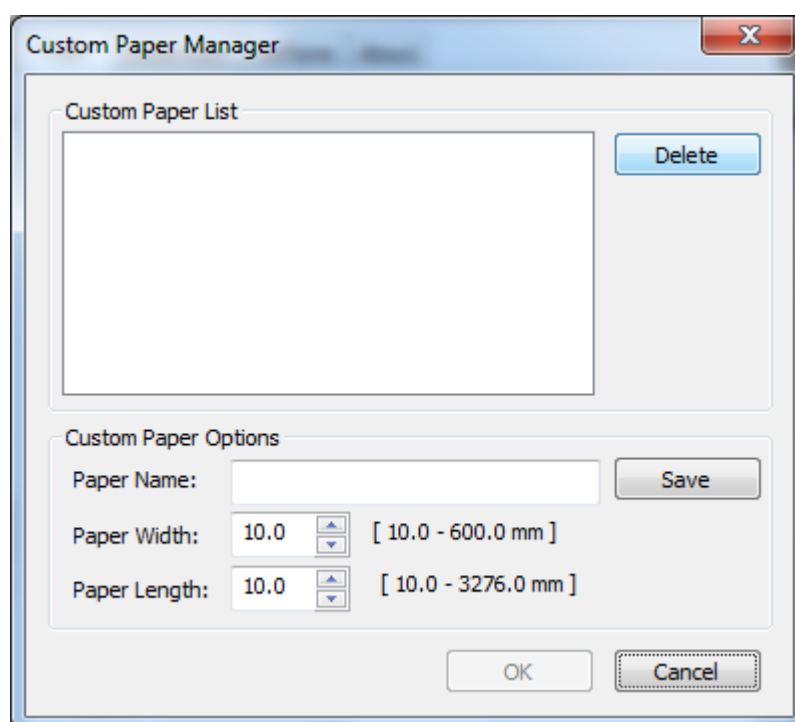 Custom Paper Manager
Custom Paper List
Delete
Custom Paper Options
Paper Name:
Save
Paper Width: 10.0 [ 10.0 - 600.0 mm ]
Paper Length: 10.0 [ 10.0 - 3276.0 mm ]
OK Cancel